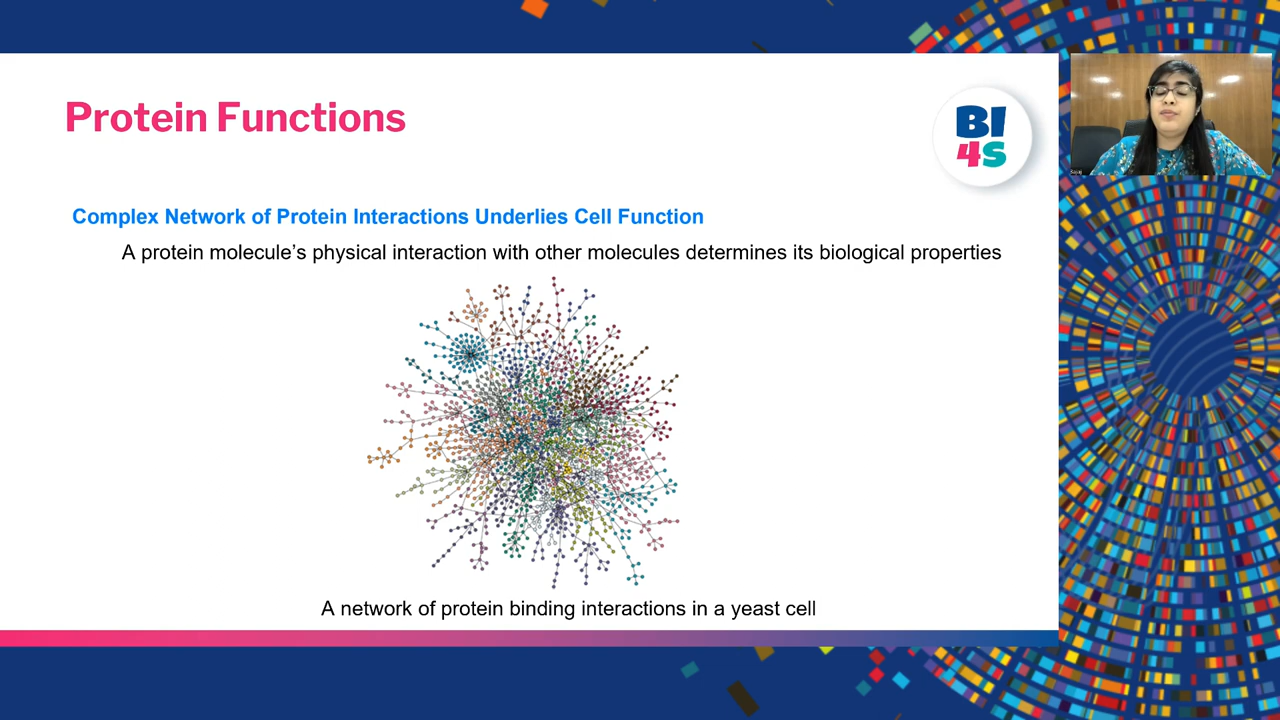 Protein Functions
BI
4S
Complex Network of Protein Interactions Underlies Cell Function
A protein molecule’s physical interaction with other molecules determines its biological properties
A network of protein binding interactions in a yeast cell